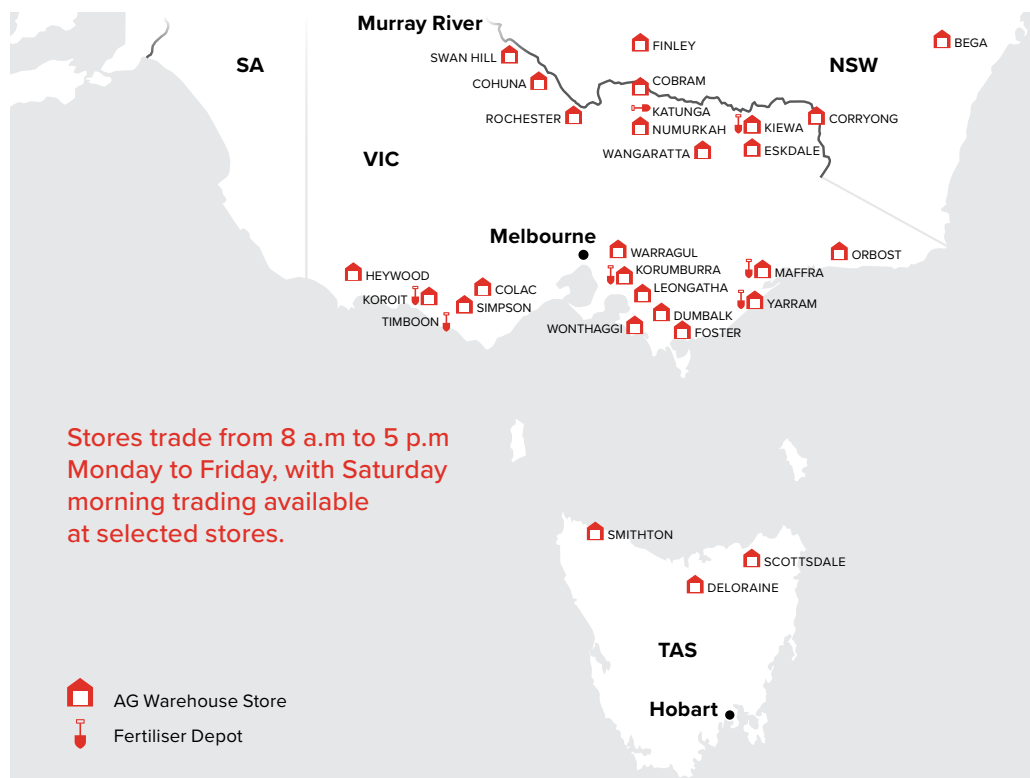 Murray River
SA
NSW
VIC
SWAN HILL
COHUNA
ROCHESTER
FINLEY
COBRAM
KATUNGA
NUMURKAH
WANGARATTA
KIEWA
ESKDALE
CORRYONG
BEGA
Melbourne
HEYWOOD
KOROIT
TIMBOON
COLAC
SIMPSON
WARRAGUL
KORUMBURRA
LEONGATHA
DUMBALK
WONTHAGGI
FOSTER
MAFFRA
YARRAM
ORBOST
Stores trade from 8 a.m to 5 p.m
Monday to Friday, with Saturday
morning trading available
at selected stores.
SMITHTON
SCOTTSDALE
DELORAINE
TAS
Hobart
AG Warehouse Store
Fertiliser Depot